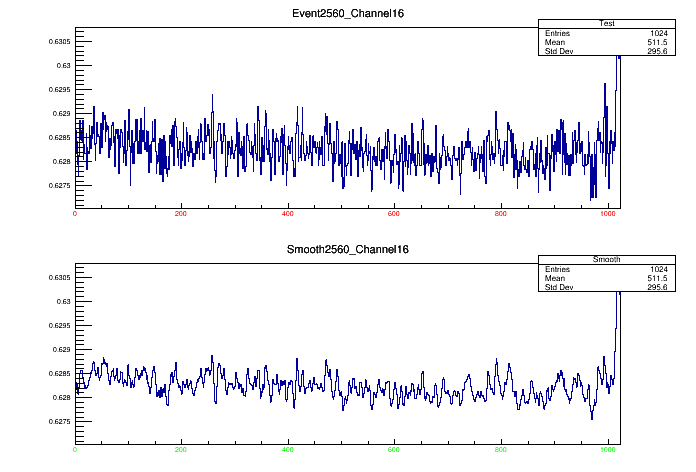 Event2560_Channel16
Test
Entries 1024
Mean 511.5
Std Dev 295.6
0.6305
0.63
0.6295
0.629
0.6285
0.628
0.6275
0 200 400 600 800 1000
Smooth2560_Channel16
Smooth
Entries 1024
Mean 511.5
Std Dev 295.6
0.6305
0.63
0.6295
0.629
0.6285
0.628
0.6275
0 200 400 600 800 1000